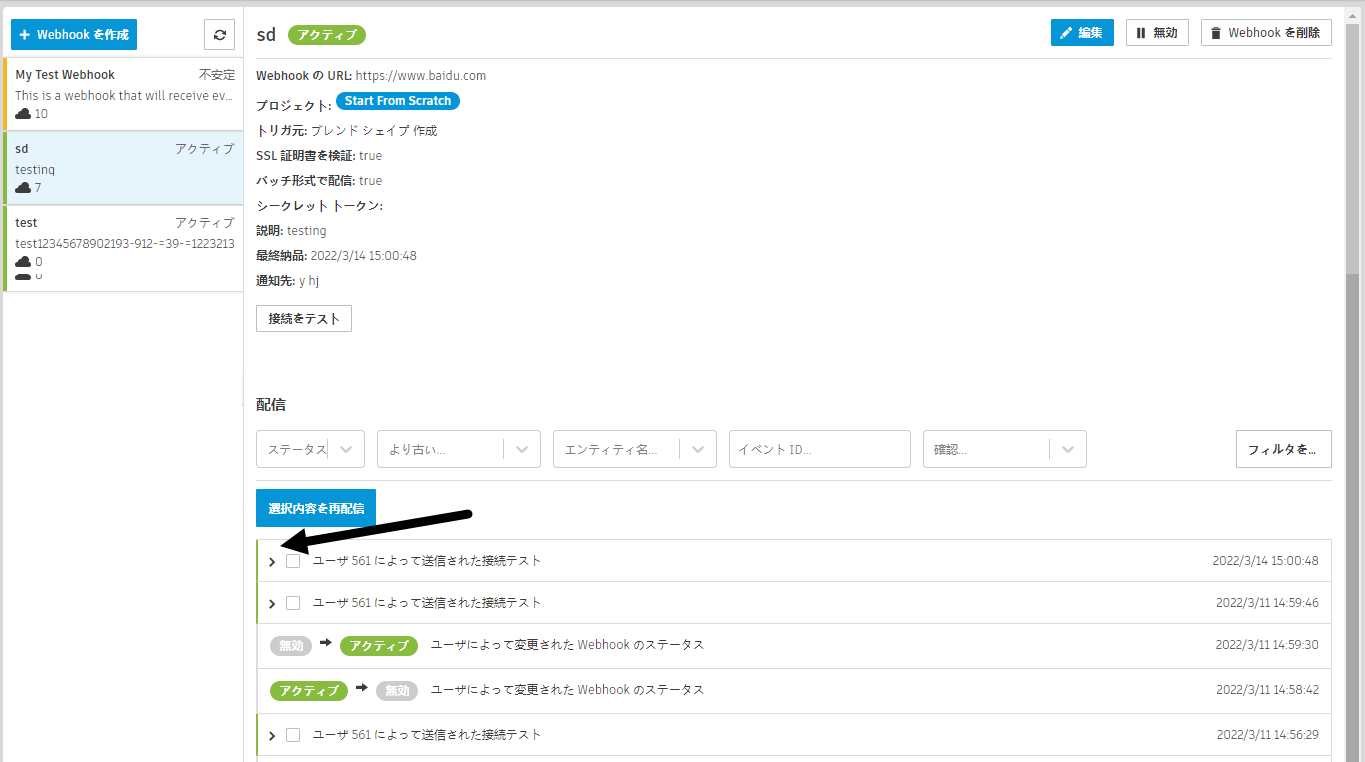 Webhook を作成
My Test Webhook 不安定
This is a webhook that will receive ev...
10
sd アクティブ
testinq
7
test アクティブ
test12345678902193-912-=39-=1223213
0
sd アクティブ
編集
無効
Webhook を削除
Webhook の URL: https://www.baidu.com
プロジェクト: Start From Scratch
トリガ元: ブレンド シェイプ 作成
SSL 証明書を検証: true
バッチ形式で配信: true
シークレット トークン:
説明: testing
最終納品: 2022/3/14 15:00:48
通知先: y hj
接続をテスト
配信
ステータス
より古い...
エンティティ名...
イベント ID...
確認...
フィルタを...
選択内容を再配信
ユーザ 561 によって送信された接続テスト 2022/3/14 15:00:48
ユーザ 561 によって送信された接続テスト 2022/3/11 14:59:46
無効 アクティブ ユーザによって変更された Webhook のステータス 2022/3/11 14:59:30
アクティブ 無効 ユーザによって変更された Webhook のステータス 2022/3/11 14:58:42
ユーザ 561 によって送信された接続テスト 2022/3/11 14:56:29